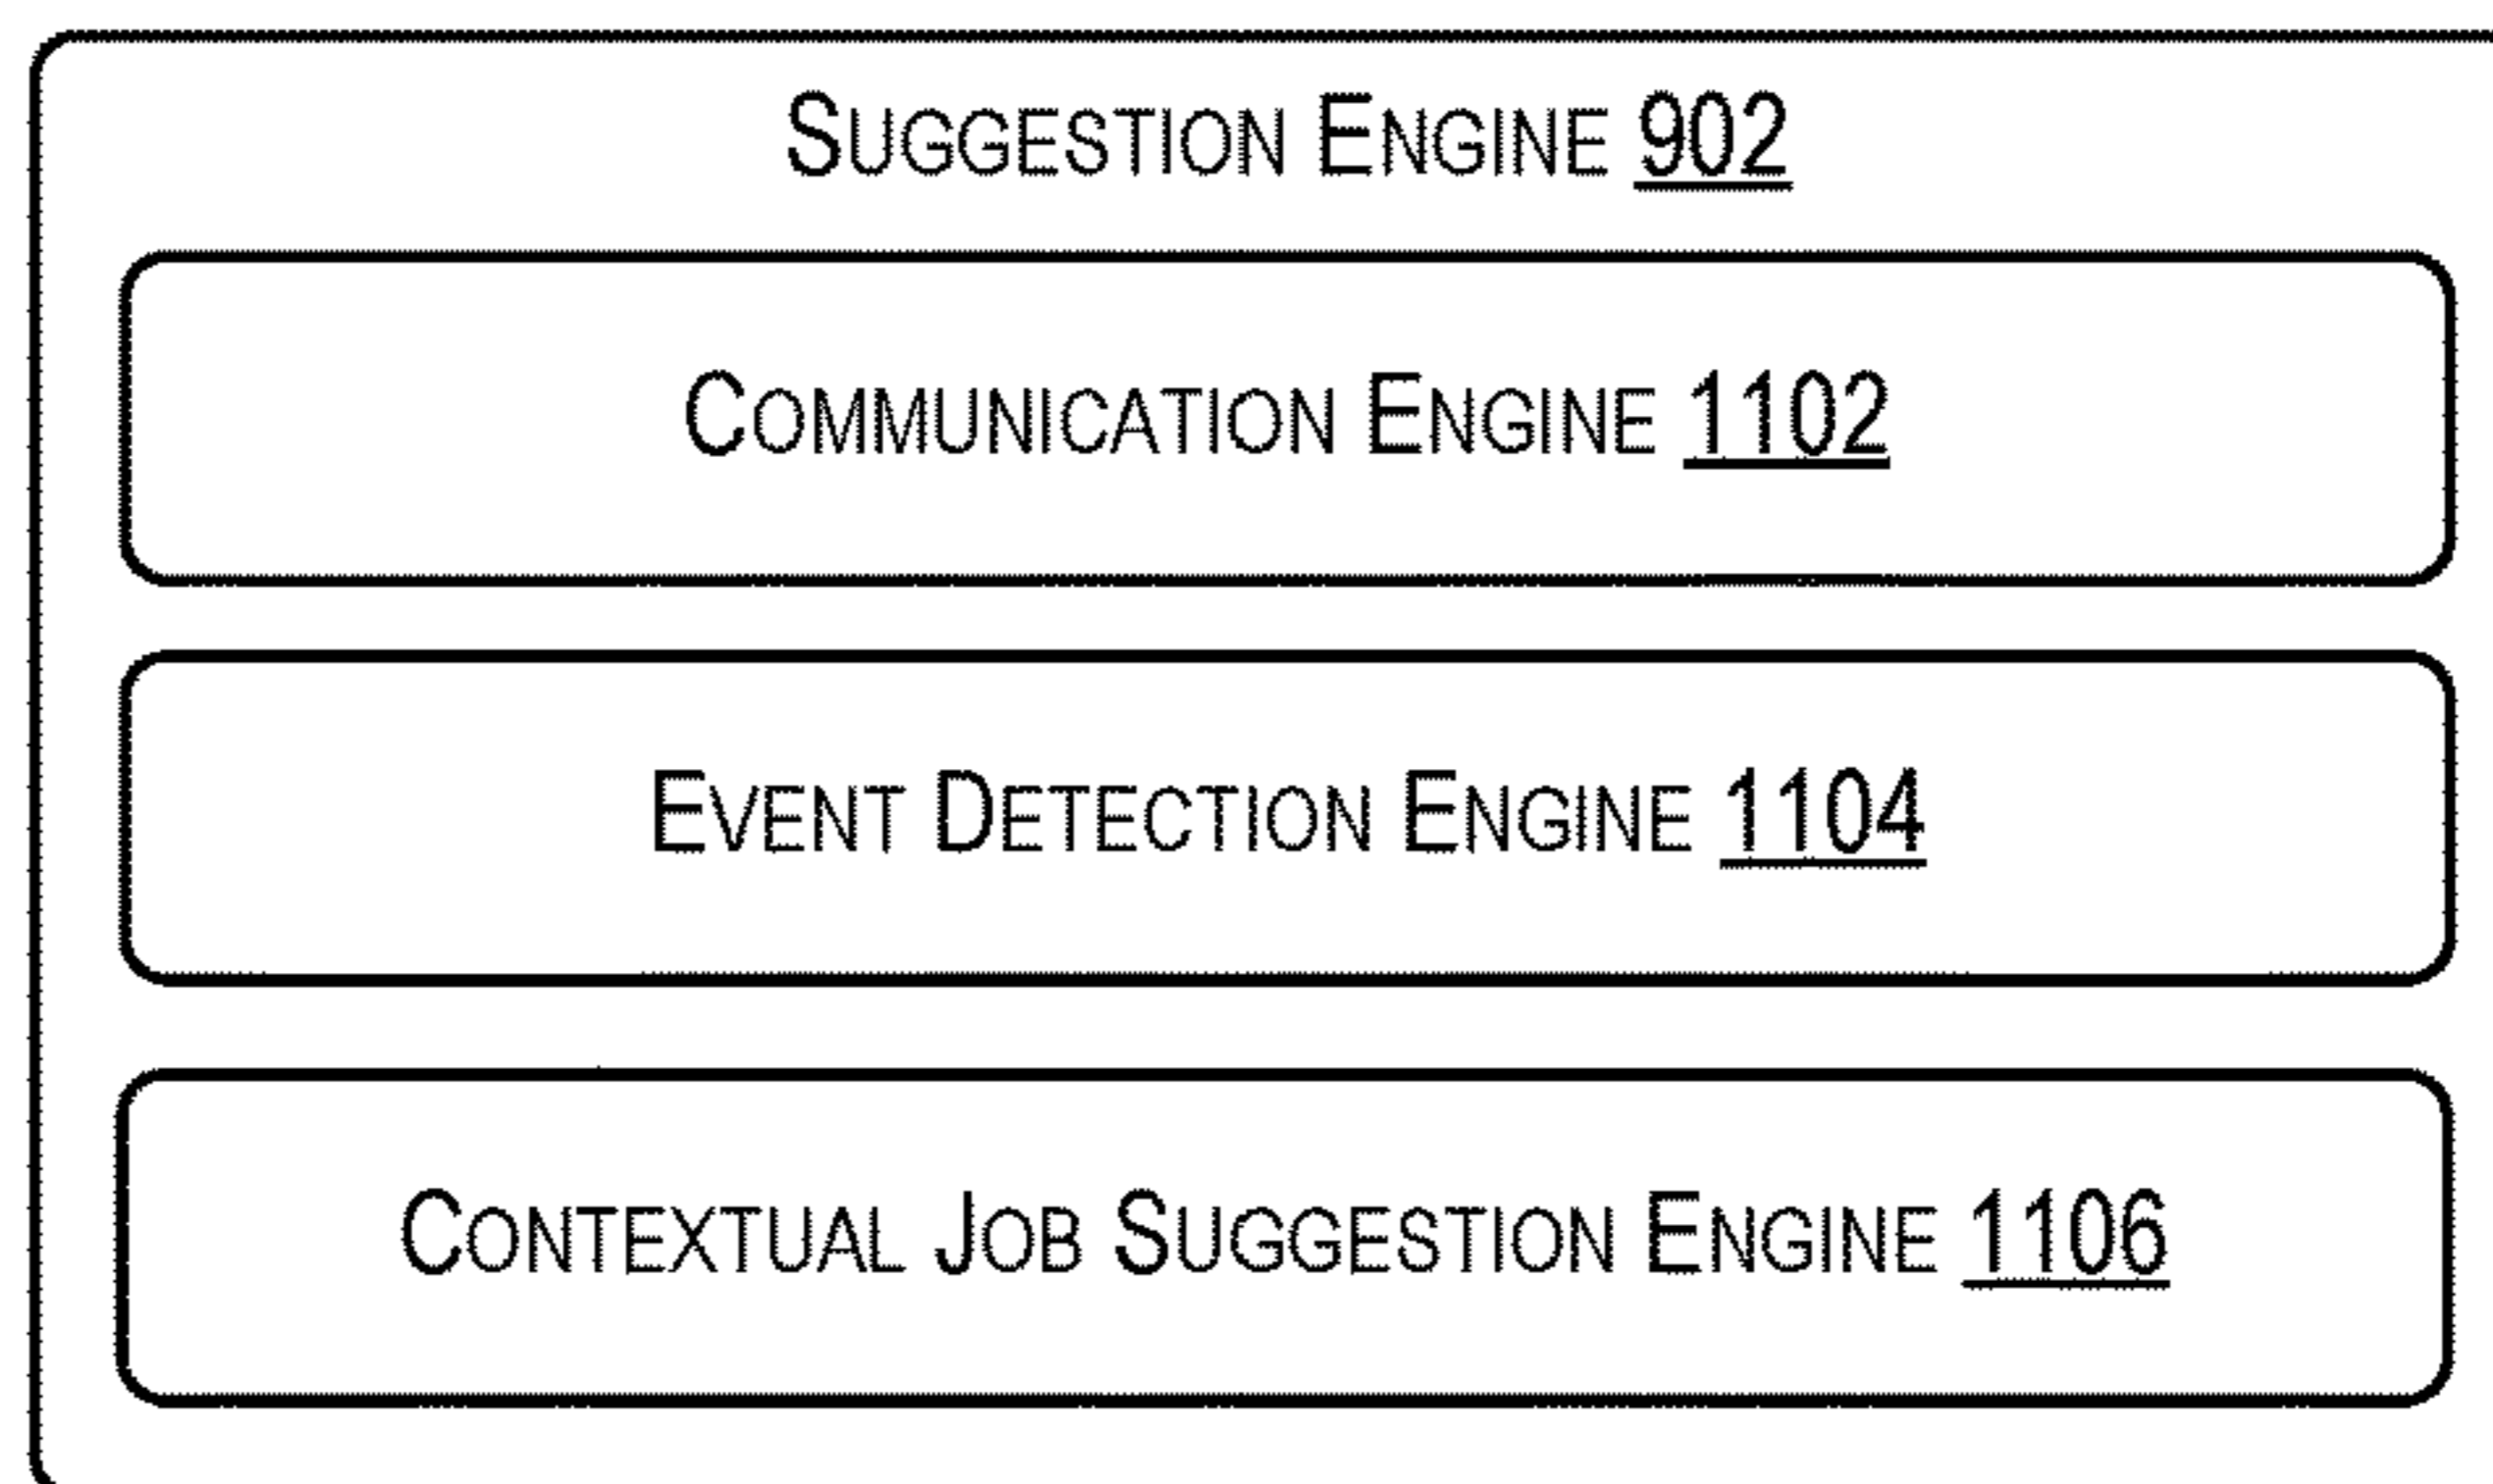 SUGGESTION ENGINE 902
COMMUNICATION ENGINE 1102
EVENT DETECTION ENGINE 1104
CONTEXTUAL JOB SUGGESTION ENGINE 1106